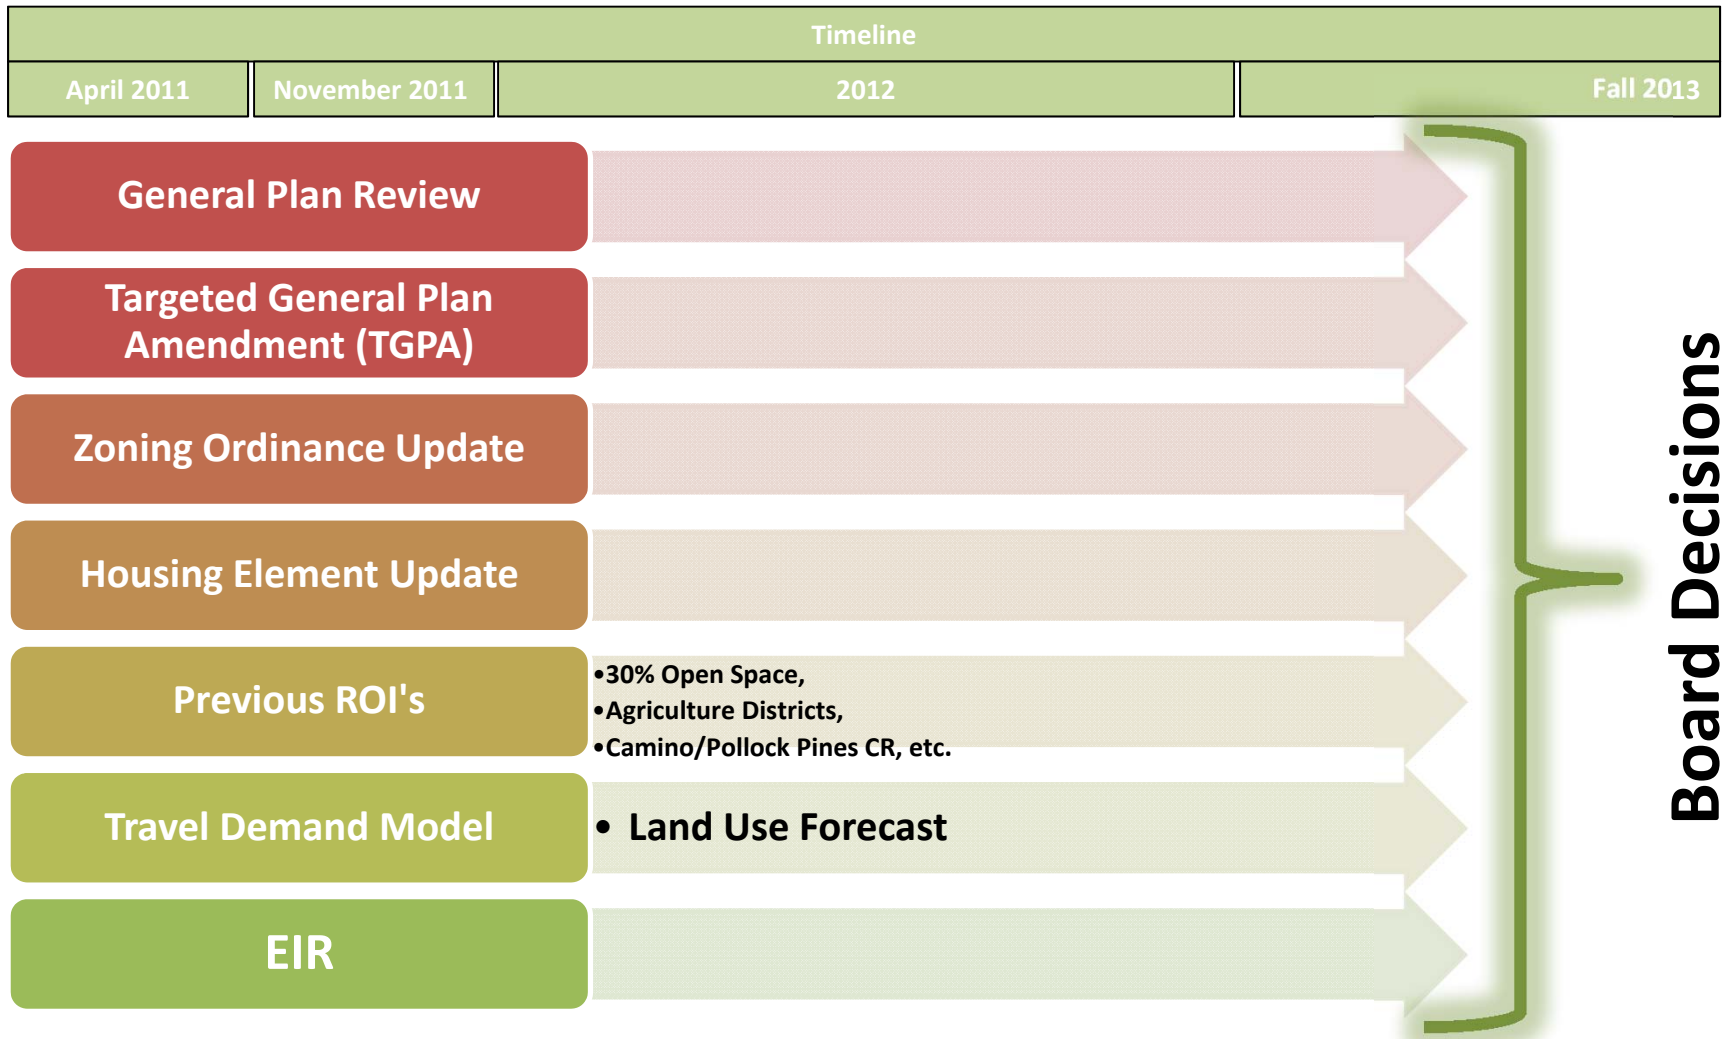 Timeline
April 2011
November 2011
2012
Fall 2013
General Plan Review
Targeted General Plan
Amendment (TGPA)
Zoning Ordinance Update
Housing Element Update
Previous ROI's
•30% Open Space,
•Agriculture Districts,
•Camino/Pollock Pines CR, etc.
Travel Demand Model
• Land Use Forecast
EIR
Board Decisions